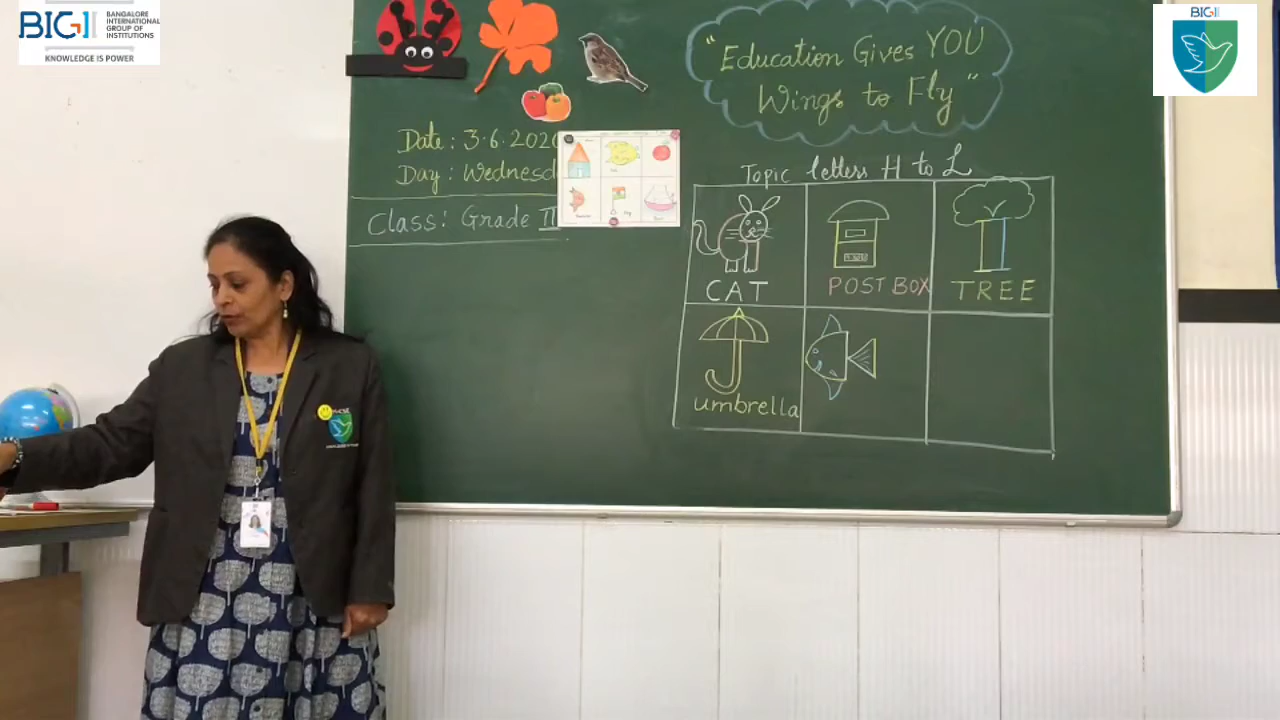 BIGI
BANGALORE
INTERNATIONAL
GROUP OF
INSTITUTIONS
KNOWLEDGE IS POWER
BIGI
"Education Gives YOU
Wings to Fly"
Date: 3.6.202
Day: Wednesd
Class: Grade II
Topic letters H to L
CAT
POST BOX
TREE
umbrella